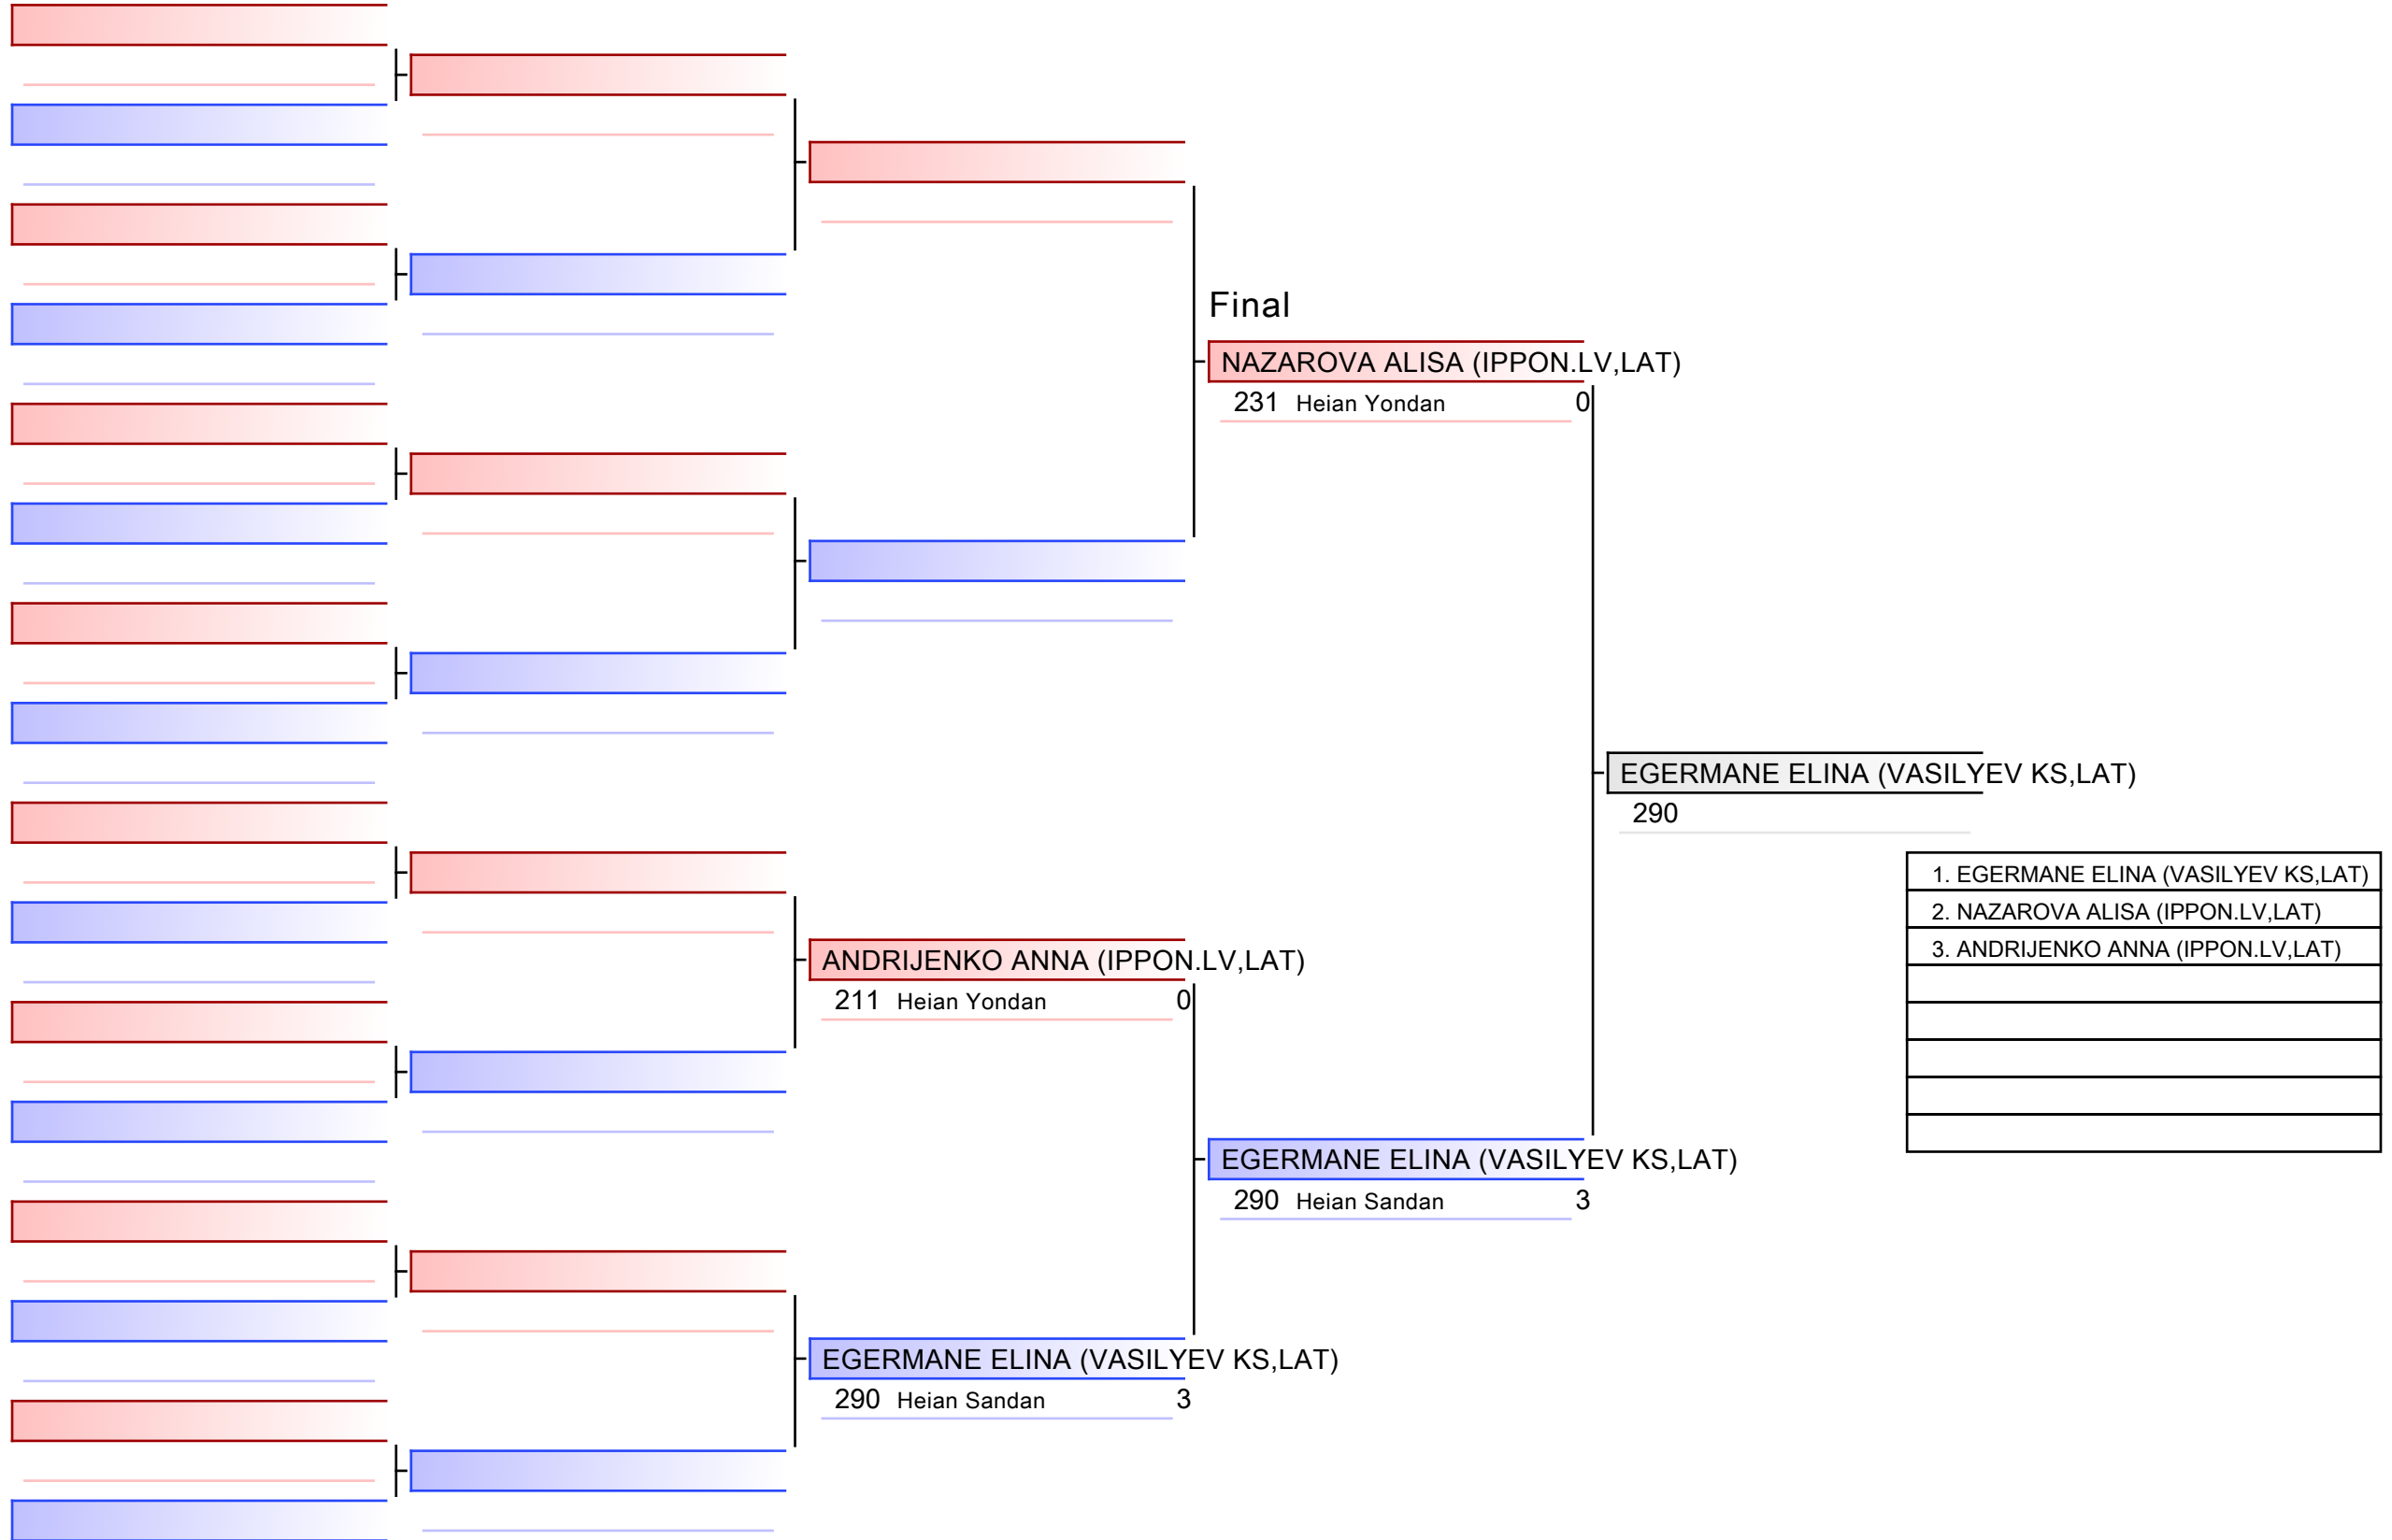 Final
NAZAROVA ALISA (IPPON.LV,LAT)
231 Heian Yondan 0
EGERMANE ELINA (VASILYEV KS,LAT)
290
1. EGERMANE ELINA (VASILYEV KS,LAT)
2. NAZAROVA ALISA (IPPON.LV,LAT)
3. ANDRIJENKO ANNA (IPPON.LV,LAT)
ANDRIJENKO ANNA (IPPON.LV,LAT)
211 Heian Yondan 0
EGERMANE ELINA (VASILYEV KS,LAT)
290 Heian Sandan 3
EGERMANE ELINA (VASILYEV KS,LAT)
290 Heian Sandan 3